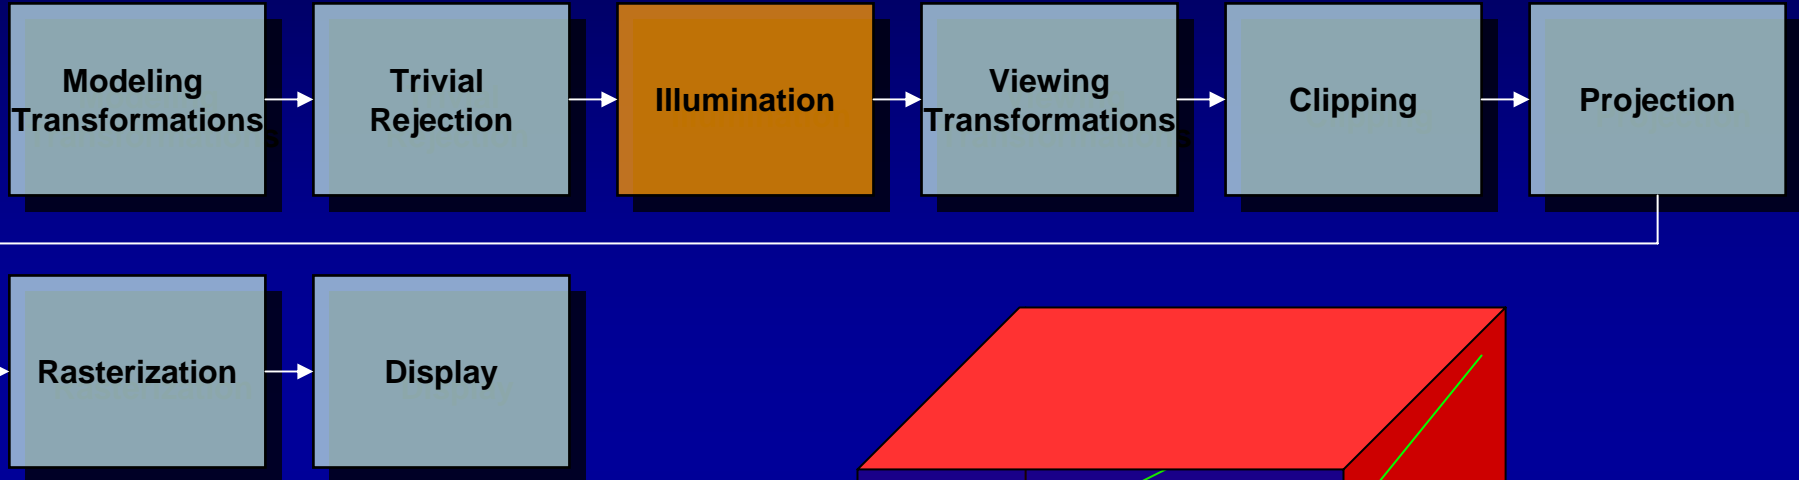 Modeling
Transformations
Trivial
Rejection
Illumination
Viewing
Transformations
Clipping
Projection
Rasterization
Display